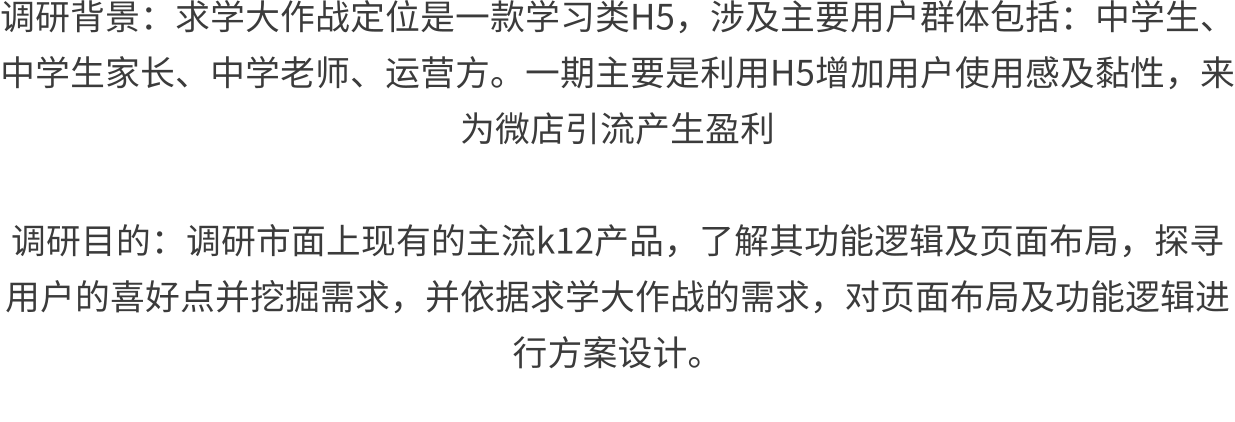 调研背景：求学大作战定位是一款学习类H5，涉及主要用户群体包括：中学生、
中学生家长、中学老师、运营方。一期主要是利用H5增加用户使用感及黏性，来
为微店引流产生盈利
调研目的：调研市面上现有的主流k12产品，了解其功能逻辑及页面布局，探寻
用户的喜好点并挖掘需求，并依据求学大作战的需求，对页面布局及功能逻辑进
行方案设计。